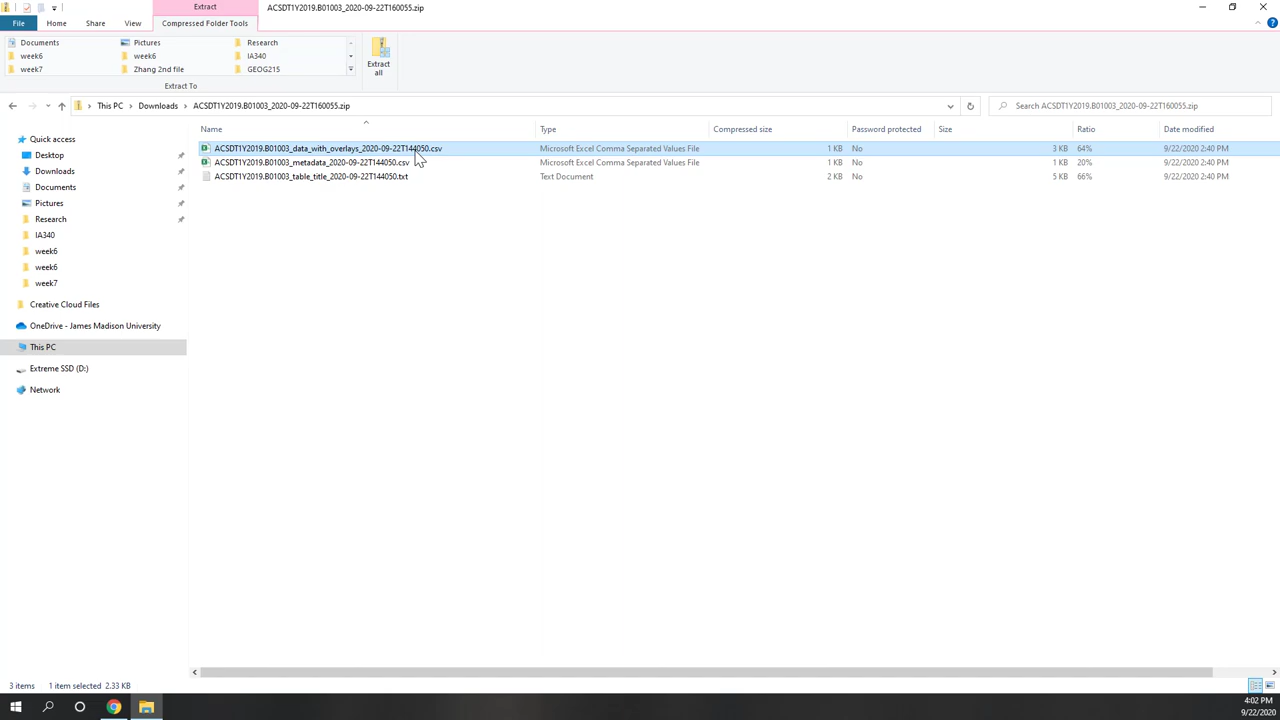 Extract
ACSDT1Y2019.B01003_2020-09-22T160055.zip
File
Home
Share
View
Compressed Folder Tools
Documents
Pictures
Research
week6
week6
IA340
week7
Zhang 2nd file
GEOG215
Extract all
Extract To
This PC
Downloads
ACSDT1Y2019.B01003_2020-09-22T160055.zip
Search ACSDT1Y2019.B01003_2020-09-22T160055.zip
Name
Type
Compressed size
Password protected
Size
Ratio
Date modified
ACSDT1Y2019.B01003_data_with_overlays_2020-09-22T144050.csv
Microsoft Excel Comma Separated Values File
1 KB
No
3 KB
64%
9/22/2020 2:40 PM
ACSDT1Y2019.B01003_metadata_2020-09-22T144050.csv
Microsoft Excel Comma Separated Values File
1 KB
No
1 KB
20%
9/22/2020 2:40 PM
ACSDT1Y2019.B01003_table_title_2020-09-22T144050.txt
Text Document
2 KB
No
5 KB
66%
9/22/2020 2:40 PM
Quick access
Desktop
Downloads
Documents
Pictures
Research
IA340
week6
week6
week7
Creative Cloud Files
OneDrive - James Madison University
This PC
Extreme SSD (D:)
Network
3 items
1 item selected 2.33 KB
4:02 PM
9/22/2020